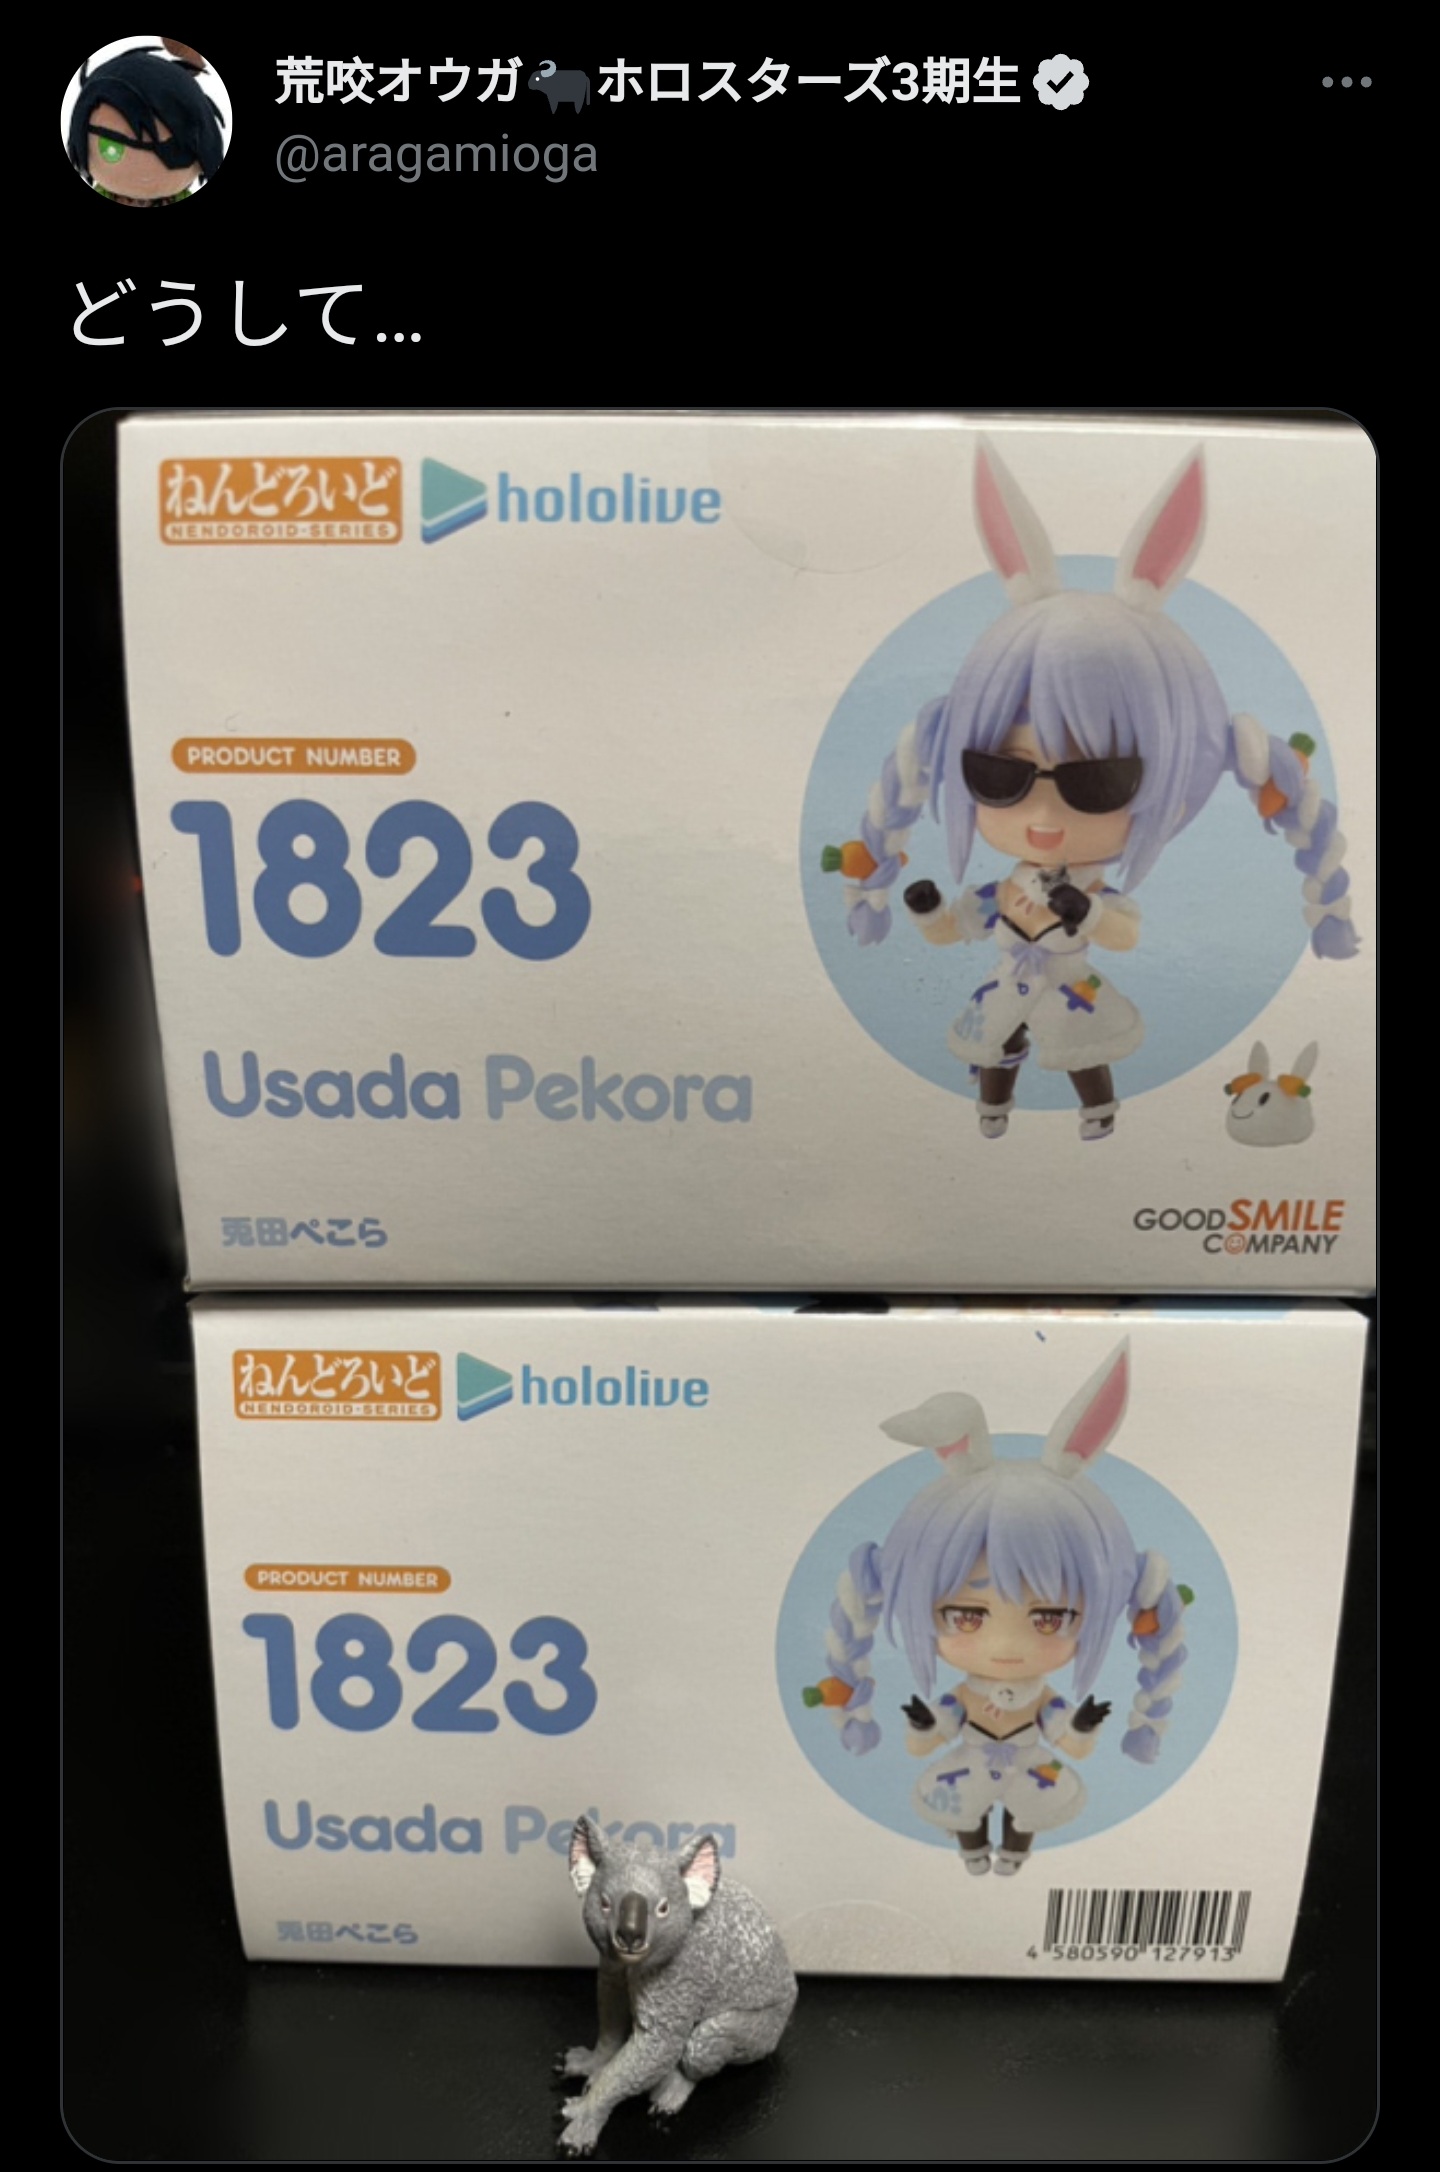 荒咬オウガ🐃ホロスターズ3期生
@aragamioga
どうして...
ねんどろいど
NENDOROID-SERIES
hololive
PRODUCT NUMBER
1823
Usada Pekora
兎田ぺこら
GOOD SMILE
COMPANY
ねんどろいど
NENDOROID-SERIES
hololive
PRODUCT NUMBER
1823
Usada Pekora
兎田ぺこら
4 580590 127913